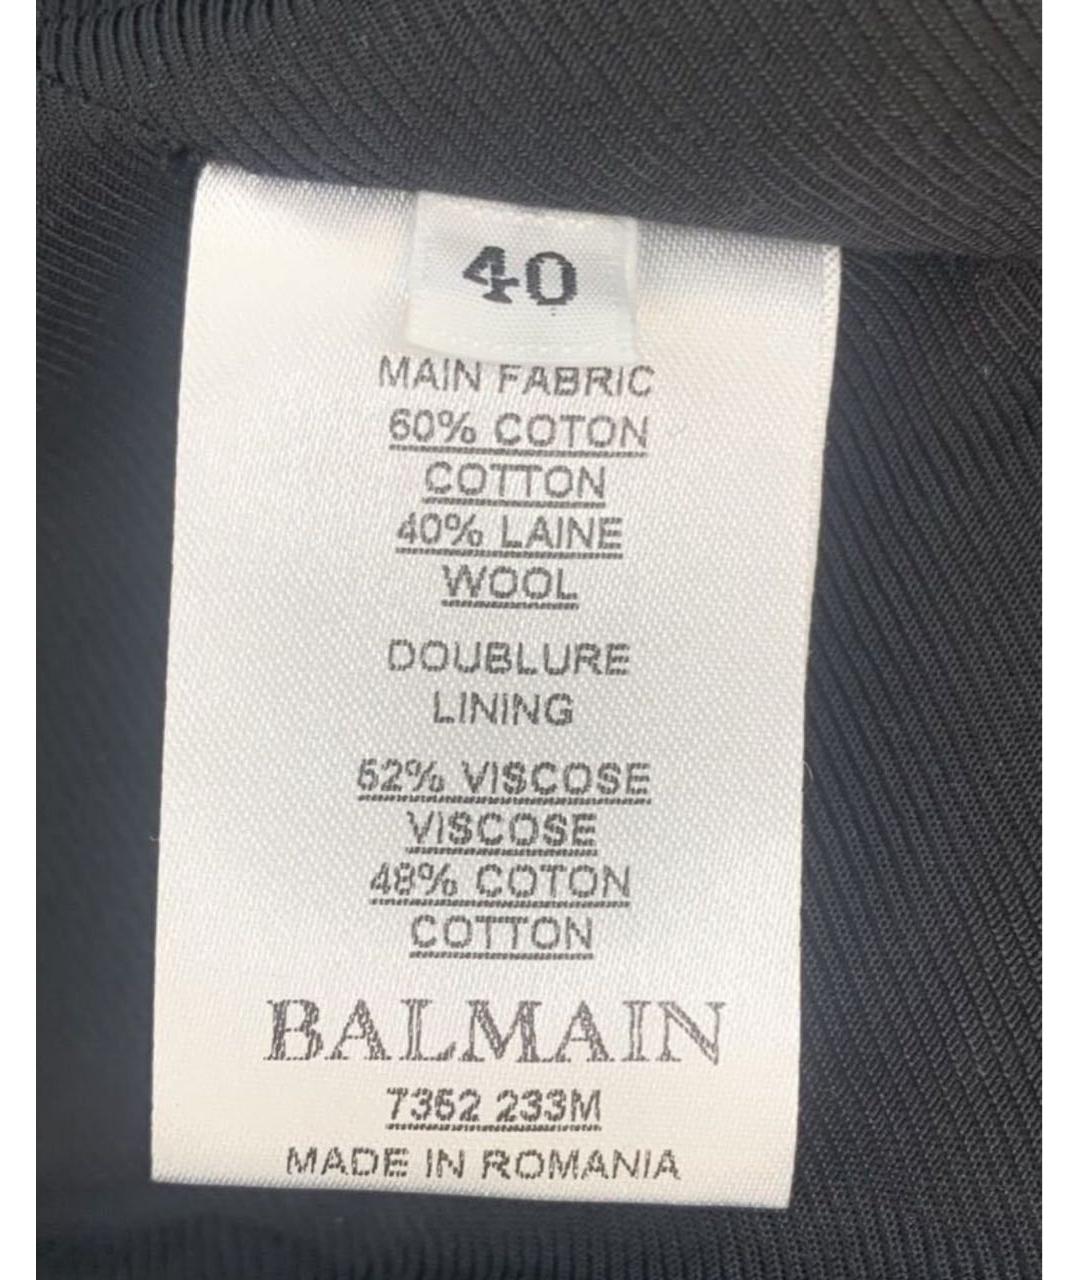 40
MAIN FABRIC
60% COTON
COTTON
40% LAINE
WOOL
DOUBLURE
LINING
52% VISCOSE
VISCOSE
48% COTON
COTTON
BALMAIN
7352 233M
MADE IN ROMANIA